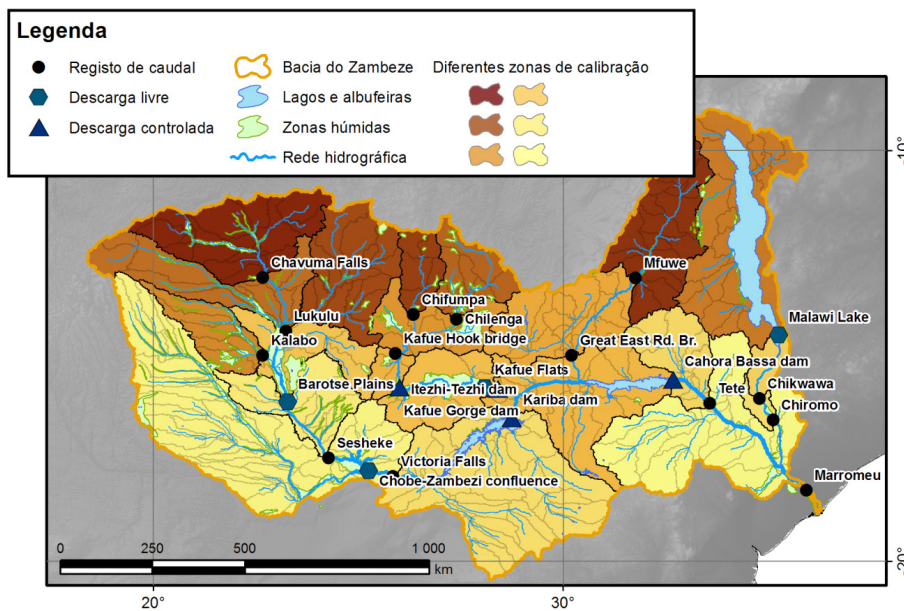 Legenda
Registo de caudal
Bacia do Zambeze
Diferentes zonas de calibração
Descarga livre
Lagos e albufeiras
Descarga controlada
Zonas húmidas
Rede hidrográfica
-10°
Chavuma Falls
Mfuwe
Chifumpa
Malawi Lake
Lukulu
Chilenga
Kalabo
Kafue Hook bridge
Great East Rd. Br.
Kafue Flats
Cahora Bassa dam
Barotse Plains
Itezhi-Tezhi dam
Tete
Chikwawa
Kariba dam
Kafue Gorge dam
Chiromo
Sesheke
Victoria Falls
Chobe-Zambezi confluence
Marromeu
0 250 500 1 000
km
-20°
20° 30°